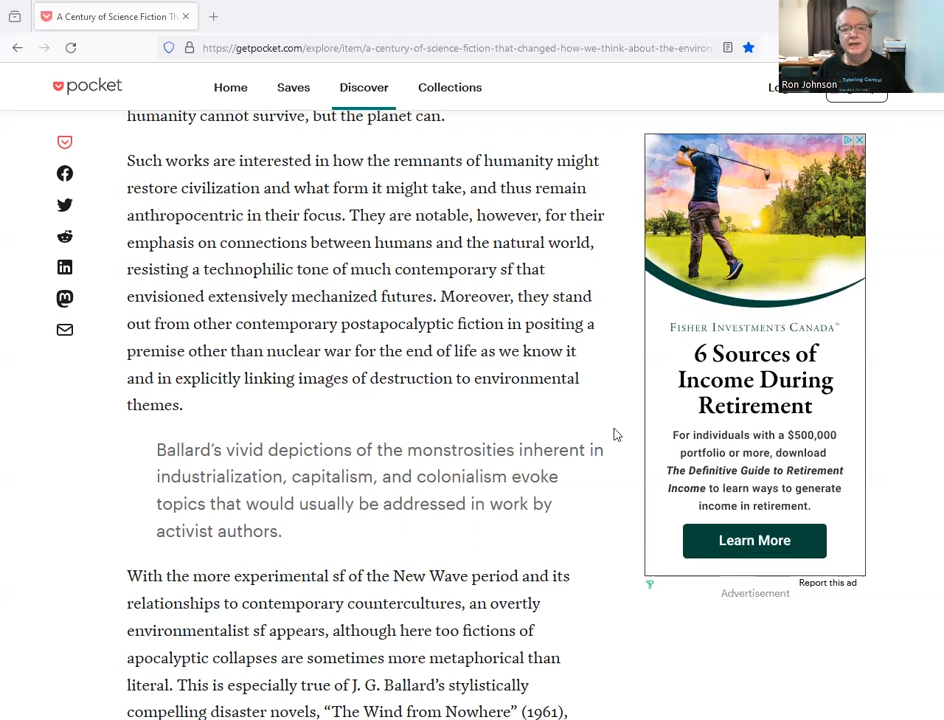 A Century of Science Fiction Th
https://getpocket.com/explore/item/a-century-of-science-fiction-that-changed-how-we-think-about-the-environ
pocket
Home
Saves
Discover
Collections
Ron Johnson
humanity cannot survive, but the planet can.
Such works are interested in how the remnants of humanity might
restore civilization and what form it might take, and thus remain
anthropocentric in their focus. They are notable, however, for their
emphasis on connections between humans and the natural world,
resisting a technophilic tone of much contemporary sf that
envisioned extensively mechanized futures. Moreover, they stand
out from other contemporary postapocalyptic fiction in positing a
premise other than nuclear war for the end of life as we know it
and in explicitly linking images of destruction to environmental
themes.
Ballard's vivid depictions of the monstrosities inherent in
industrialization, capitalism, and colonialism evoke
topics that would usually be addressed in work by
activist authors.
With the more experimental sf of the New Wave period and its
relationships to contemporary countercultures, an overtly
environmentalist sf appears, although here too fictions of
apocalyptic collapses are sometimes more metaphorical than
literal. This is especially true of J. G. Ballard's stylistically
compelling disaster novels, "The Wind from Nowhere" (1961),
FISHER INVESTMENTS CANADA™
6 Sources of
Income During
Retirement
For individuals with a $500,000
portfolio or more, download
The Definitive Guide to Retirement
Income to learn ways to generate
income in retirement.
Learn More
Report this ad
Advertisement